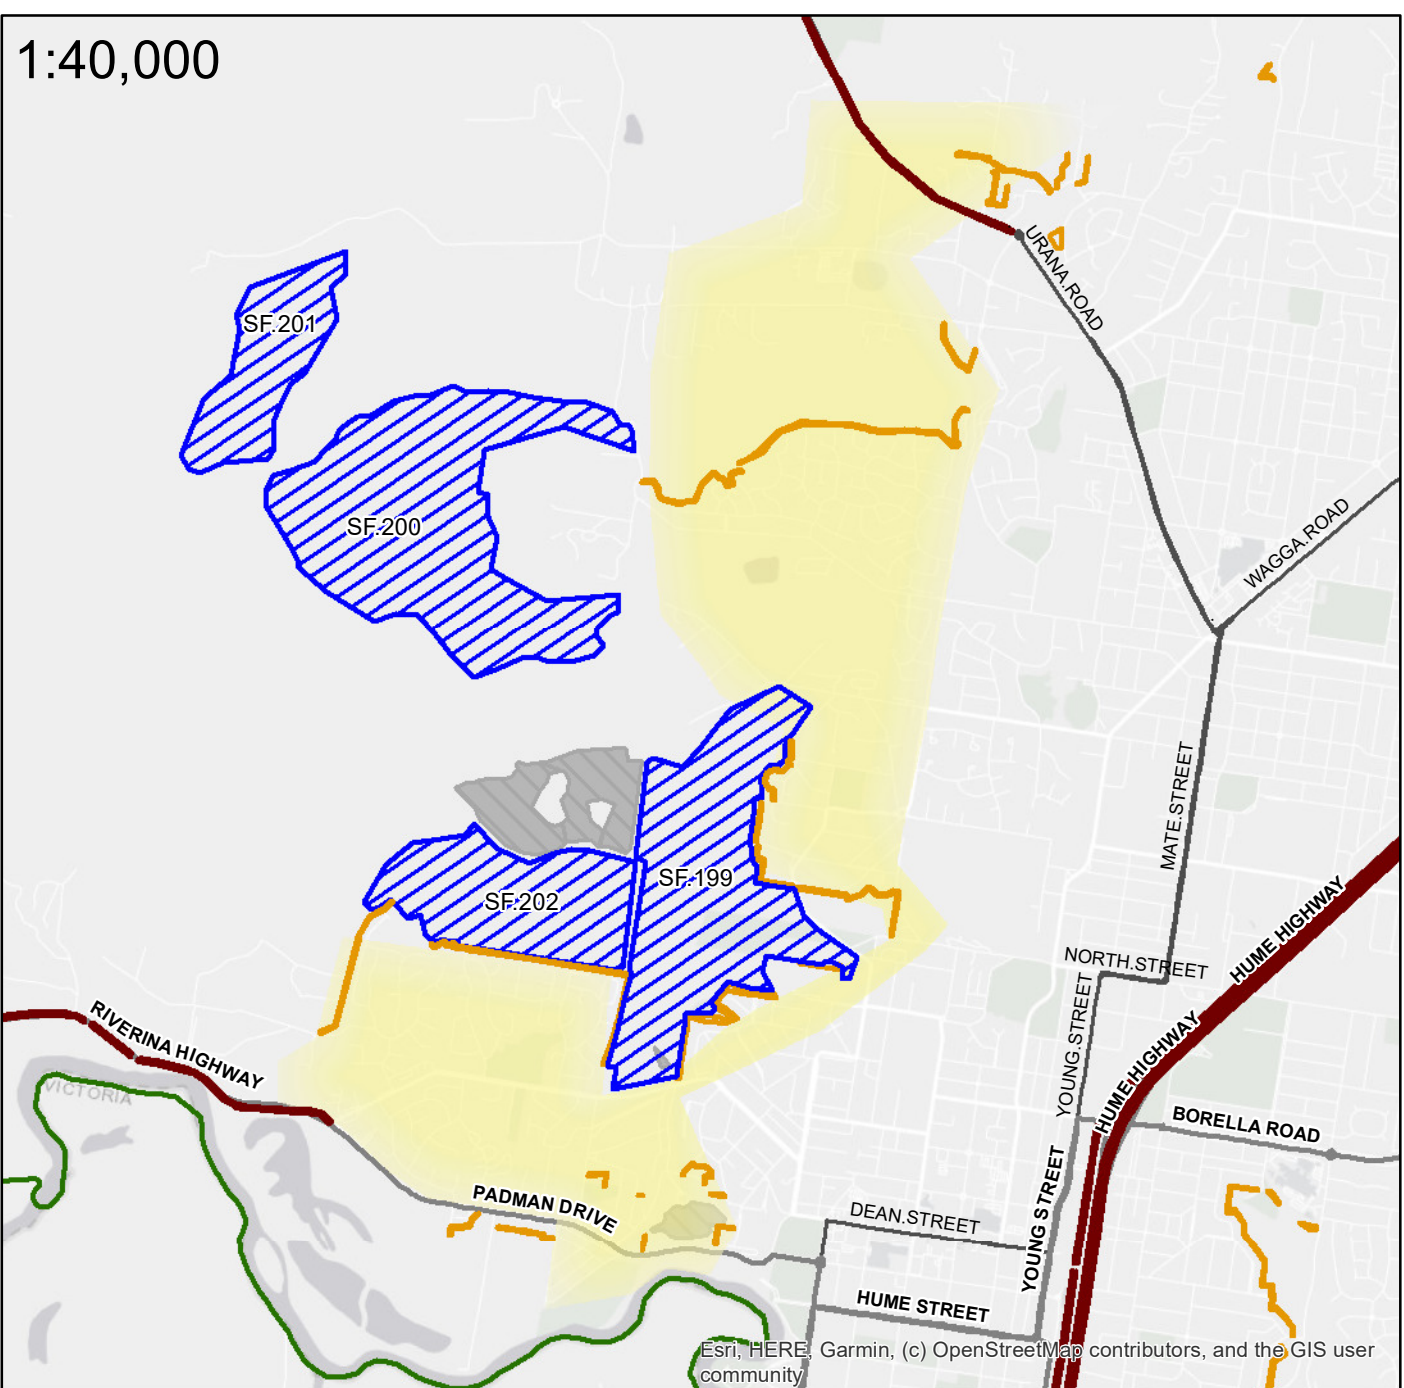 1:40,000
URANA.ROAD
SF.201
SF.200
WAGGA.ROAD
MATE.STREET
SF.199
SF.202
HUME HIGHWAY
NORTH.STREET
YOUNG.STREET
HUME HIGHWAY
RIVERINA HIGHWAY
VICTORIA
BORELLA ROAD
PADMAN DRIVE
YOUNG STREET
DEAN.STREET
HUME STREET
Esri, HERE, Garmin, (c) OpenStreetMap contributors, and the GIS user
community